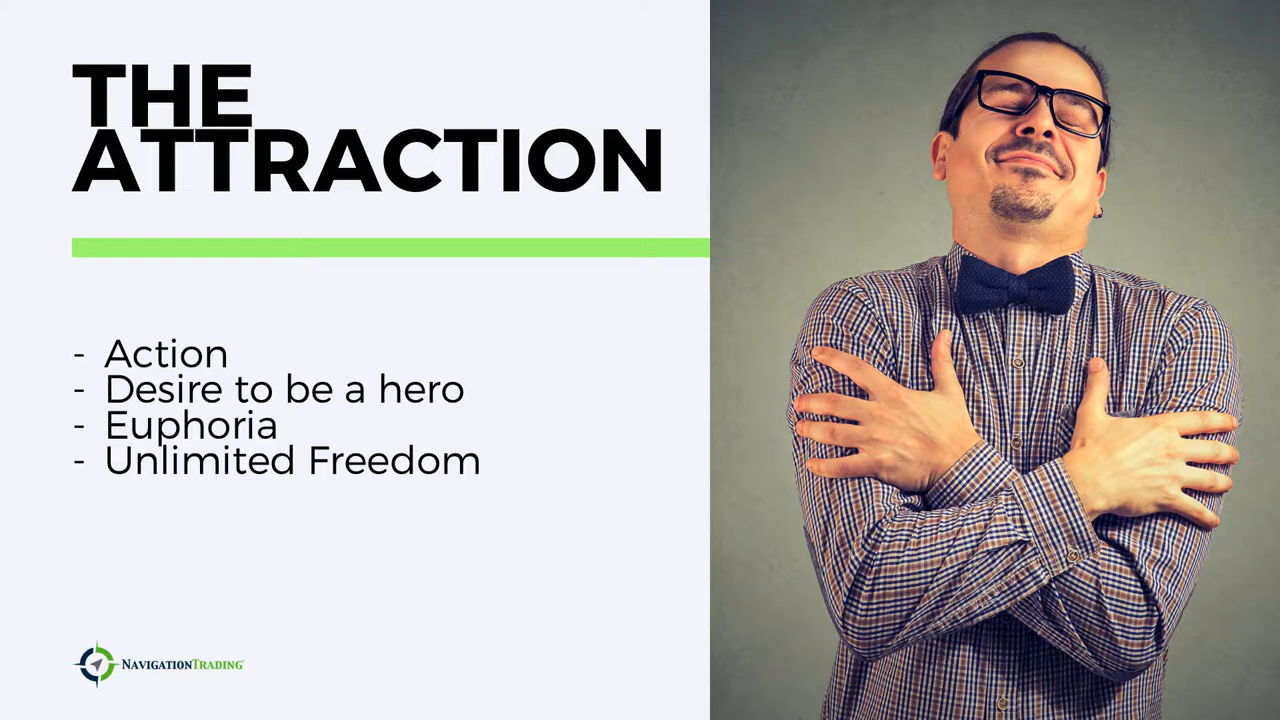 THE
ATTRACTION
- Action
- Desire to be a hero
- Euphoria
- Unlimited Freedom
NAVIGATIONTRADING